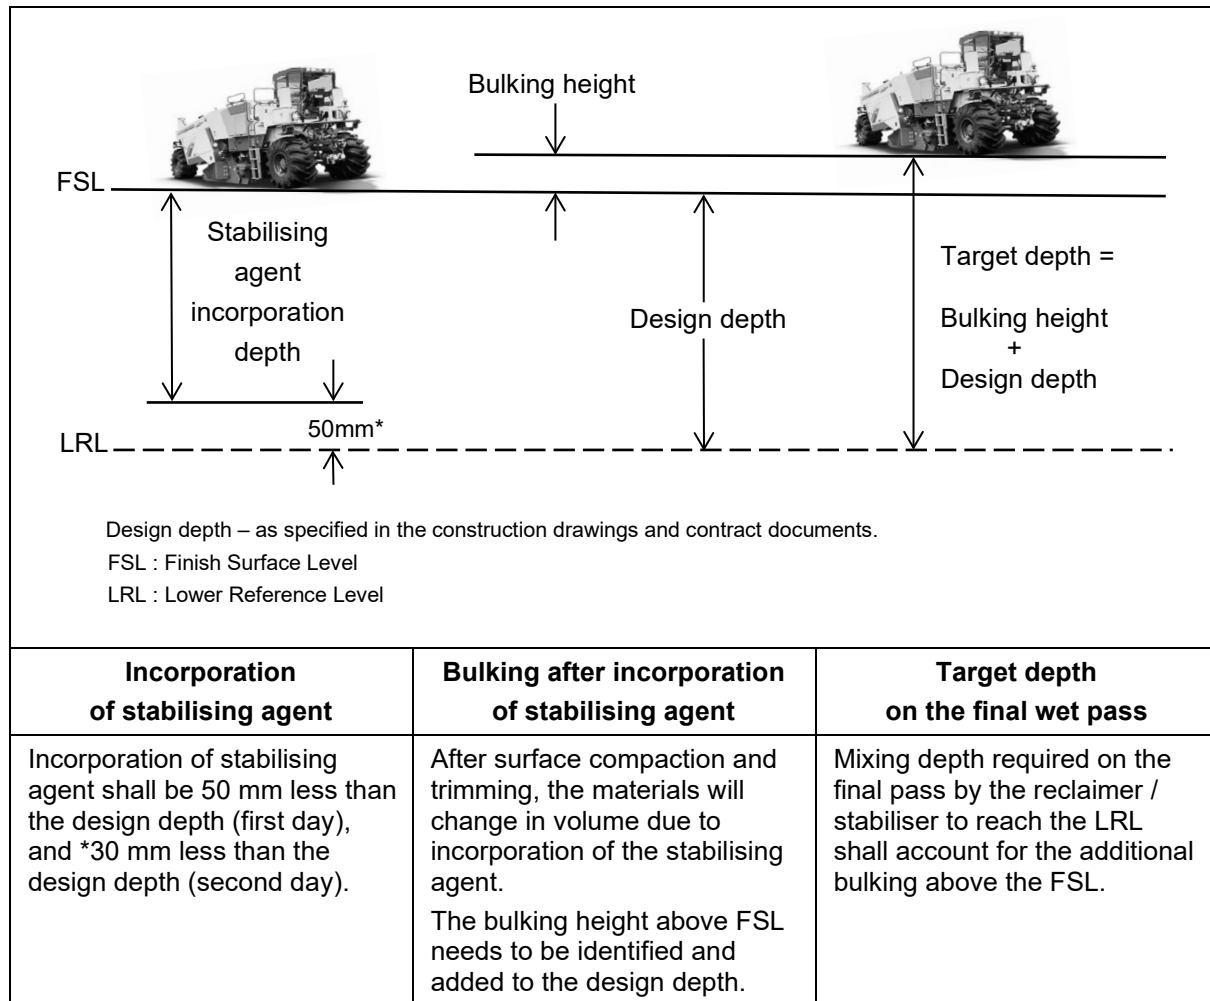 Bulking height
FSL
Stabilising
agent
incorporation
depth
Design depth
Target depth =
Bulking height
+
Design depth
50mm*
LRL
Design depth – as specified in the construction drawings and contract documents.
FSL : Finish Surface Level
LRL : Lower Reference Level
Incorporation
of stabilising agent
Bulking after incorporation
of stabilising agent
Target depth
on the final wet pass
Incorporation of stabilising
agent shall be 50 mm less than
the design depth (first day),
and *30 mm less than the
design depth (second day).
After surface compaction and
trimming, the materials will
change in volume due to
incorporation of the stabilising
agent.
The bulking height above FSL
needs to be identified and
added to the design depth.
Mixing depth required on the
final pass by the reclaimer /
stabiliser to reach the LRL
shall account for the additional
bulking above the FSL.